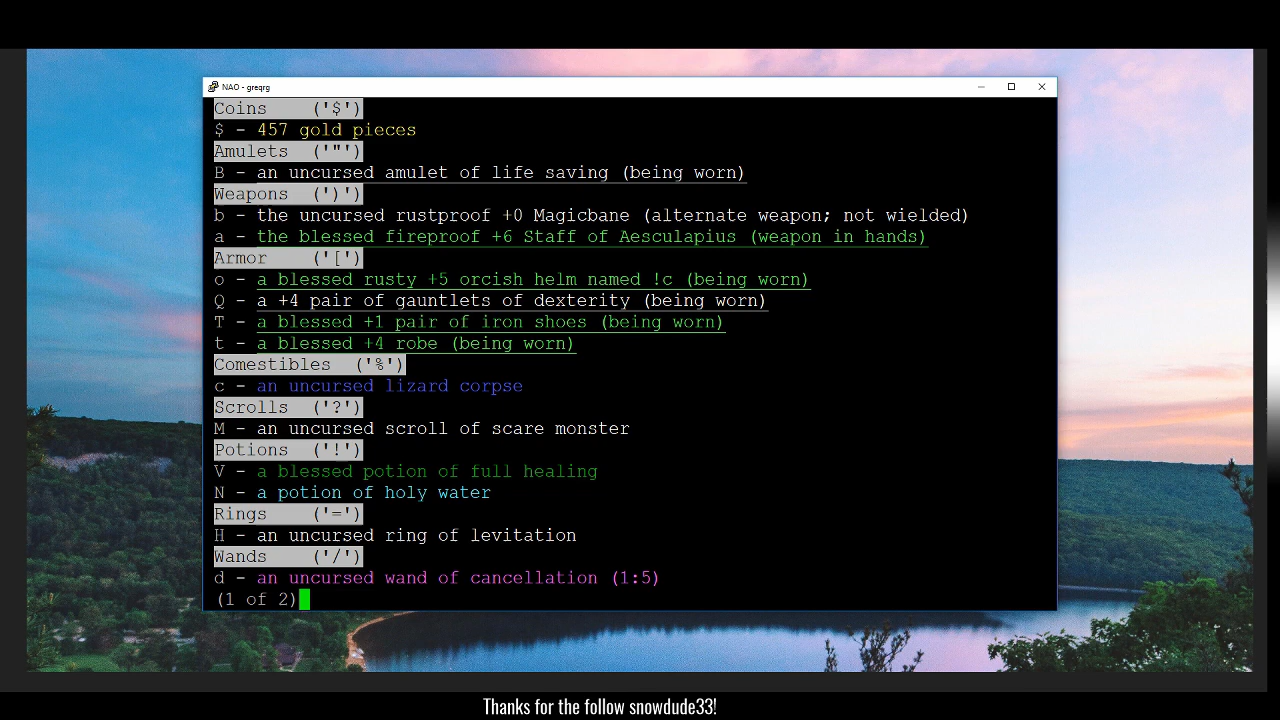 NAO - greqrg
Coins ('$')
$ - 457 gold pieces
Amulets ('"')
B - an uncursed amulet of life saving (being worn)
Weapons (')')
b - the uncursed rustproof +0 Magicbane (alternate weapon; not wielded)
a - the blessed fireproof +6 Staff of Aesculapius (weapon in hands)
Armor ('[')
o - a blessed rusty +5 orcish helm named !c (being worn)
Q - a +4 pair of gauntlets of dexterity (being worn)
T - a blessed +1 pair of iron shoes (being worn)
t - a blessed +4 robe (being worn)
Comestibles ('%')
c - an uncursed lizard corpse
Scrolls ('?')
M - an uncursed scroll of scare monster
Potions ('!')
V - a blessed potion of full healing
N - a potion of holy water
Rings ('=')
H - an uncursed ring of levitation
Wands ('/')
d - an uncursed wand of cancellation (1:5)
(1 of 2)
Thanks for the follow snowdude33!